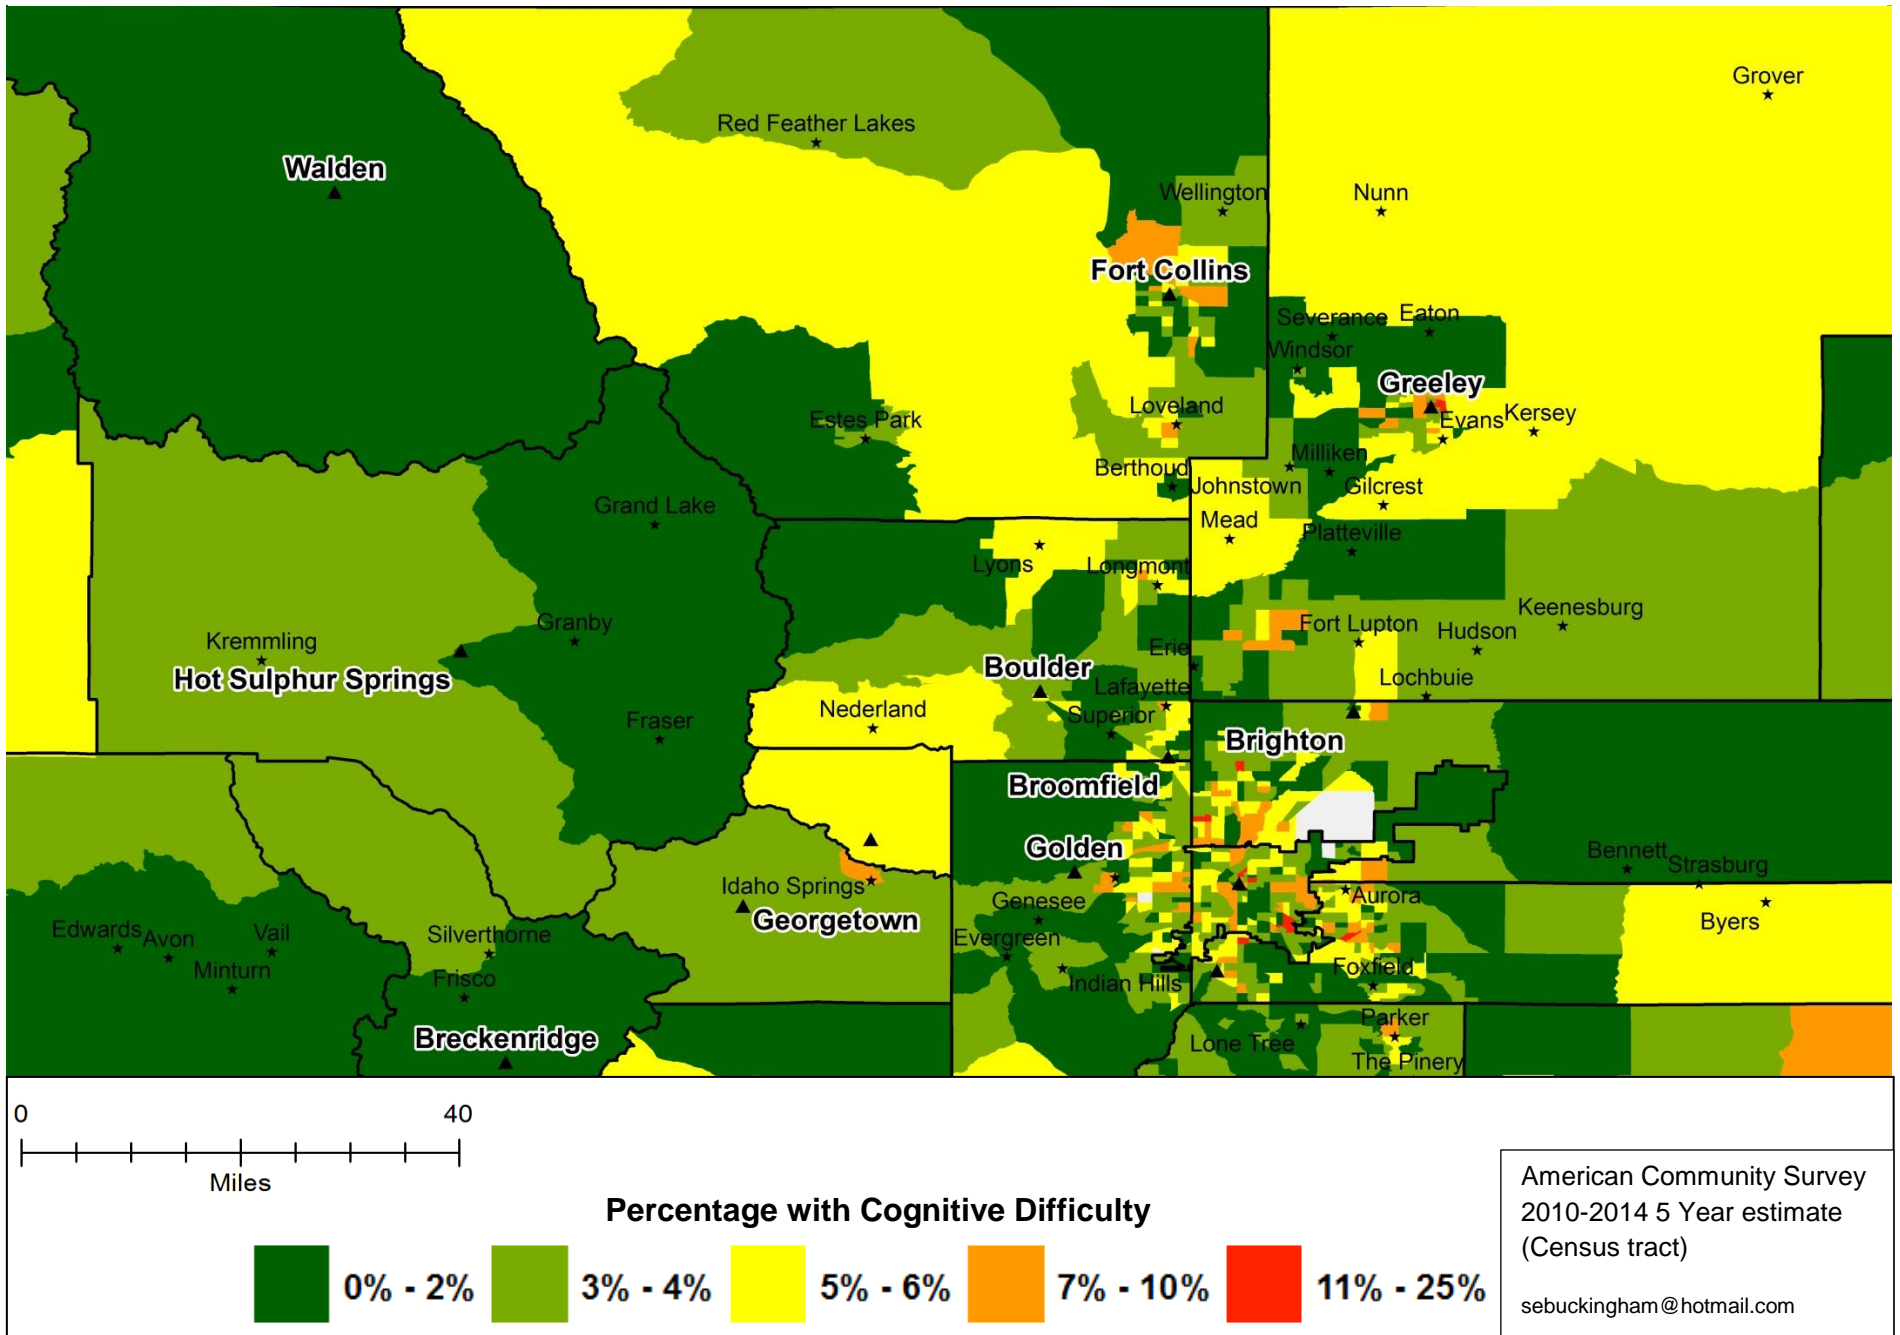 Grover
Red Feather Lakes
Walden
Wellington
Nunn
Fort Collins
Severance
Eaton
Windsor
Greeley
Estes Park
Loveland
Evans
Kersey
Berthoud
Milliken
Johnstown
Gilcrest
Grand Lake
Mead
Platteville
Lyons
Longmont
Keenesburg
Granby
Fort Lupton
Hudson
Kremmling
Erie
Hot Sulphur Springs
Boulder
Lafayette
Lochbuie
Nederland
Superior
Fraser
Brighton
Broomfield
Golden
Bennett
Strasburg
Idaho Springs
Genesee
Aurora
Georgetown
Byers
Edwards
Avon
Vail
Silverthorne
Evergreen
Minturn
Frisco
Indian Hills
Foxfield
Breckenridge
Lone Tree
Parker
The Pinery
0 40
Miles
Percentage with Cognitive Difficulty
0% - 2% 3% - 4% 5% - 6% 7% - 10% 11% - 25%
American Community Survey
2010-2014 5 Year estimate
(Census tract)
sebuckingham@hotmail.com